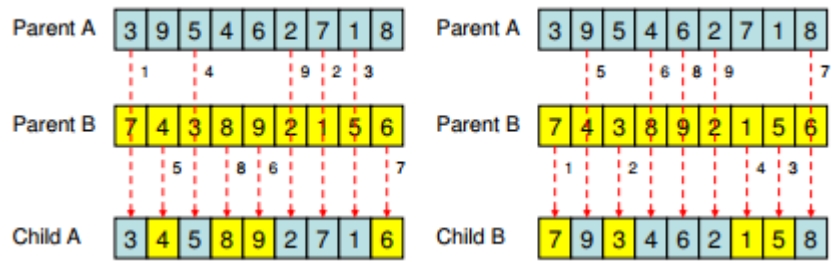 Parent A 3 9 5 4 6 2 7 1 8
1 4 9 2 3
Parent B 7 4 3 8 9 2 1 5 6
5 8 6 7
Child A 3 4 5 8 9 2 7 1 6
Parent A 3 9 5 4 6 2 7 1 8
5 6 8 9 7
Parent B 7 4 3 8 9 2 1 5 6
1 2 4 3
Child B 7 9 3 4 6 2 1 5 8